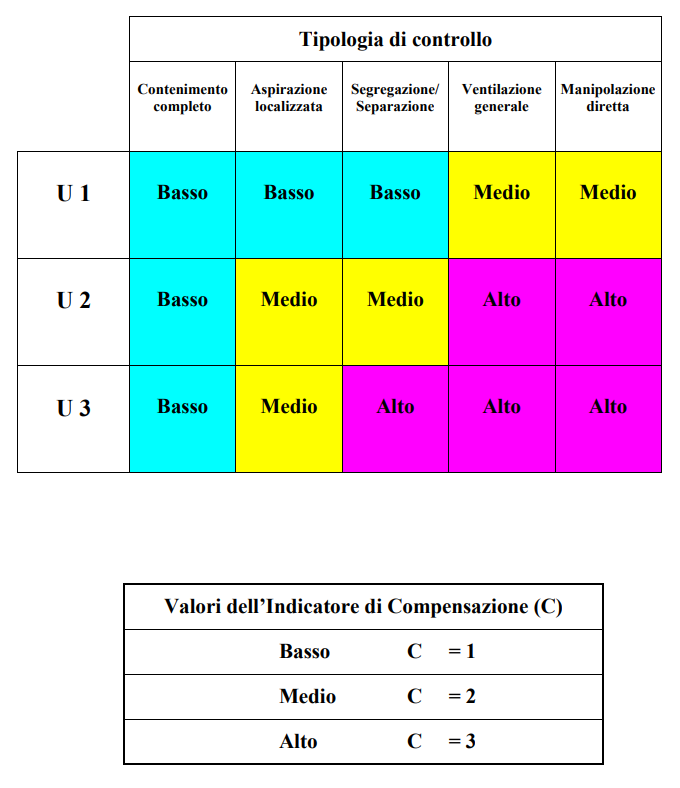 Tipologia di controllo
Contenimento completo Aspirazione localizzata Segregazione/ Separazione Ventilazione generale Manipolazione diretta
U 1 Basso Basso Basso Medio Medio
U 2 Basso Medio Medio Alto Alto
U 3 Basso Medio Alto Alto Alto
Valori dell’Indicatore di Compensazione (C)
Basso C = 1
Medio C = 2
Alto C = 3